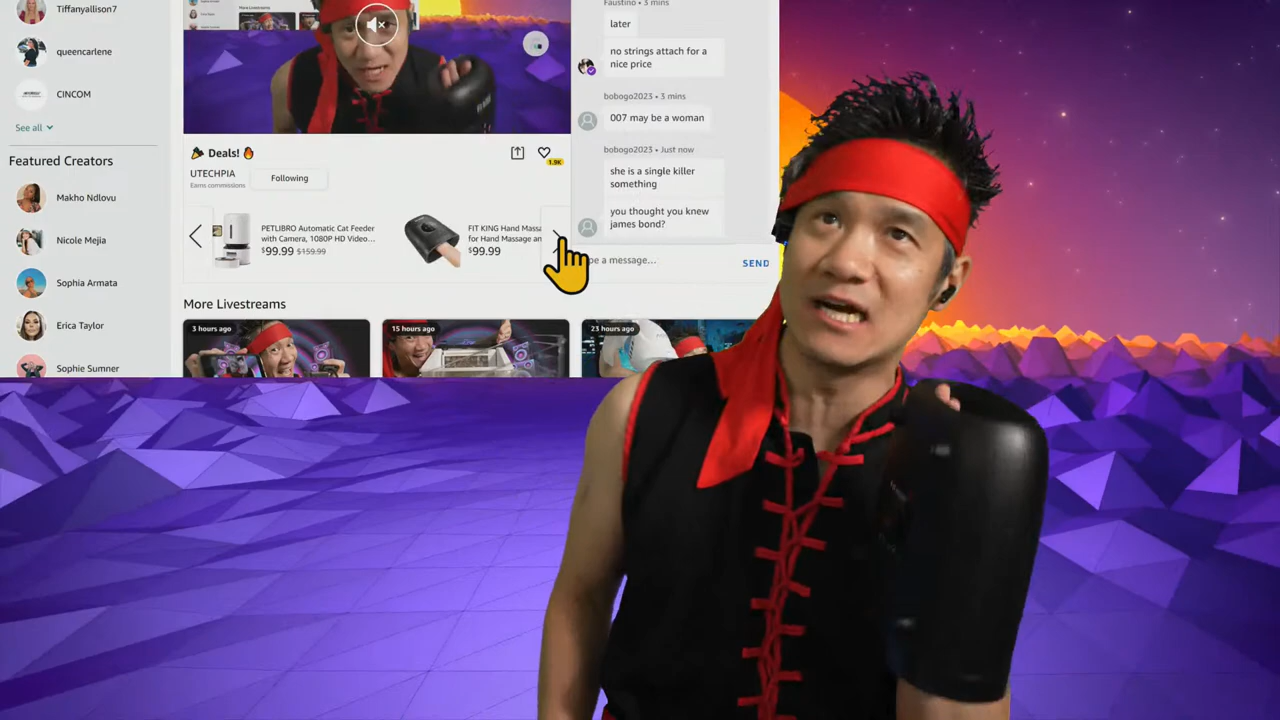 Tiffanyallison7
queencarlene
CINCOM
See all
Featured Creators
Makho Ndlovu
Nicole Mejia
Sophia Armata
Erica Taylor
Sophie Sumner
Deals!
1.9K
UTECHPIA
Earns commissions
Following
PETLIBRO Automatic Cat Feeder
with Camera, 1080P HD Video...
$99.99 $159.99
FIT KING Hand Massa
for Hand Massage an
$99.99
More Livestreams
3 hours ago
15 hours ago
23 hours ago
Faustino • 3 mins
later
no strings attach for a
nice price
bobogo2023 • 3 mins
007 may be a woman
bobogo2023 • Just now
she is a single killer
something
you thought you knew
james bond?
pe a message...
SEND